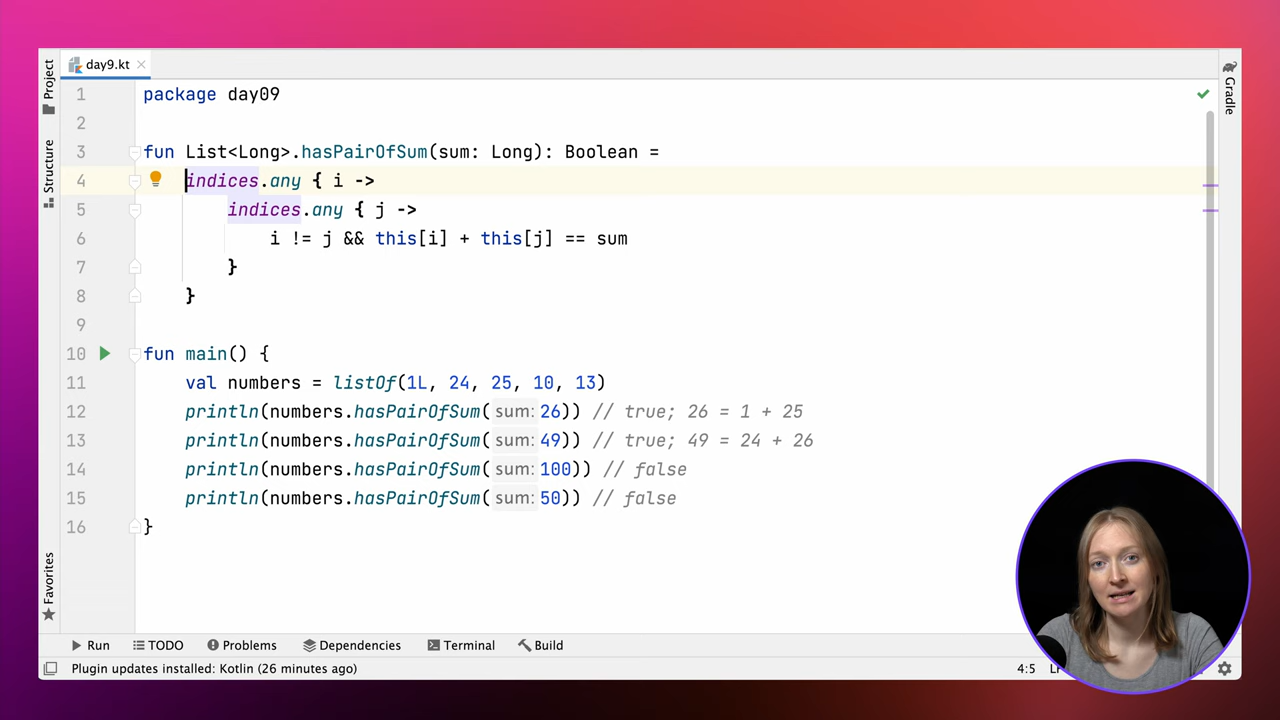 day9.kt
Project
Structure
Favorites
Gradle
1 package day09
2
3 fun List<Long>.hasPairOfSum(sum: Long): Boolean =
4 indices.any { i ->
5 indices.any { j ->
6 i != j && this[i] + this[j] == sum
7 }
8 }
9
10 fun main() {
11 val numbers = listOf(1L, 24, 25, 10, 13)
12 println(numbers.hasPairOfSum( sum: 26)) // true; 26 = 1 + 25
13 println(numbers.hasPairOfSum( sum: 49)) // true; 49 = 24 + 26
14 println(numbers.hasPairOfSum( sum: 100)) // false
15 println(numbers.hasPairOfSum( sum: 50)) // false
16 }
Run TODO Problems Dependencies Terminal Build
Plugin updates installed: Kotlin (26 minutes ago) 4:5